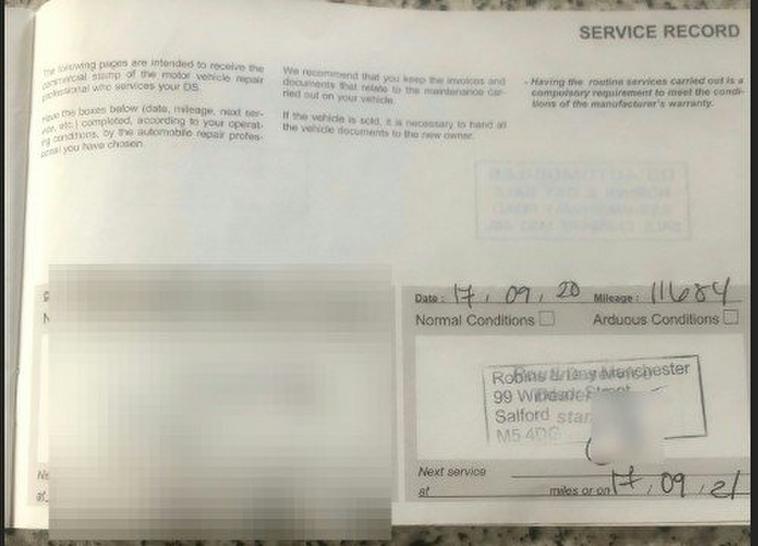 SERVICE RECORD
The following pages are intended to receive the
commercial stamp of the motor vehicle repair
professional who services your DS.
Have the boxes below (date, mileage, next ser-
vice, etc.) completed, according to your operat-
ing conditions, by the automobile repair profes-
sional you have chosen.
We recommend that you keep the invoices and
documents that relate to the maintenance car-
ried out on your vehicle.
If the vehicle is sold, it is necessary to hand all
the vehicle documents to the new owner.
- Having the routine services carried out is a
compulsory requirement to meet the condi-
tions of the manufacturer's warranty.
Date : 17 , 09 , 20 Mileage : 11684
Normal Conditions Arduous Conditions
Robins & Day Manchester
99 Street
Salford
M5 4DG
Next service
at miles or on 17 , 09 , 21